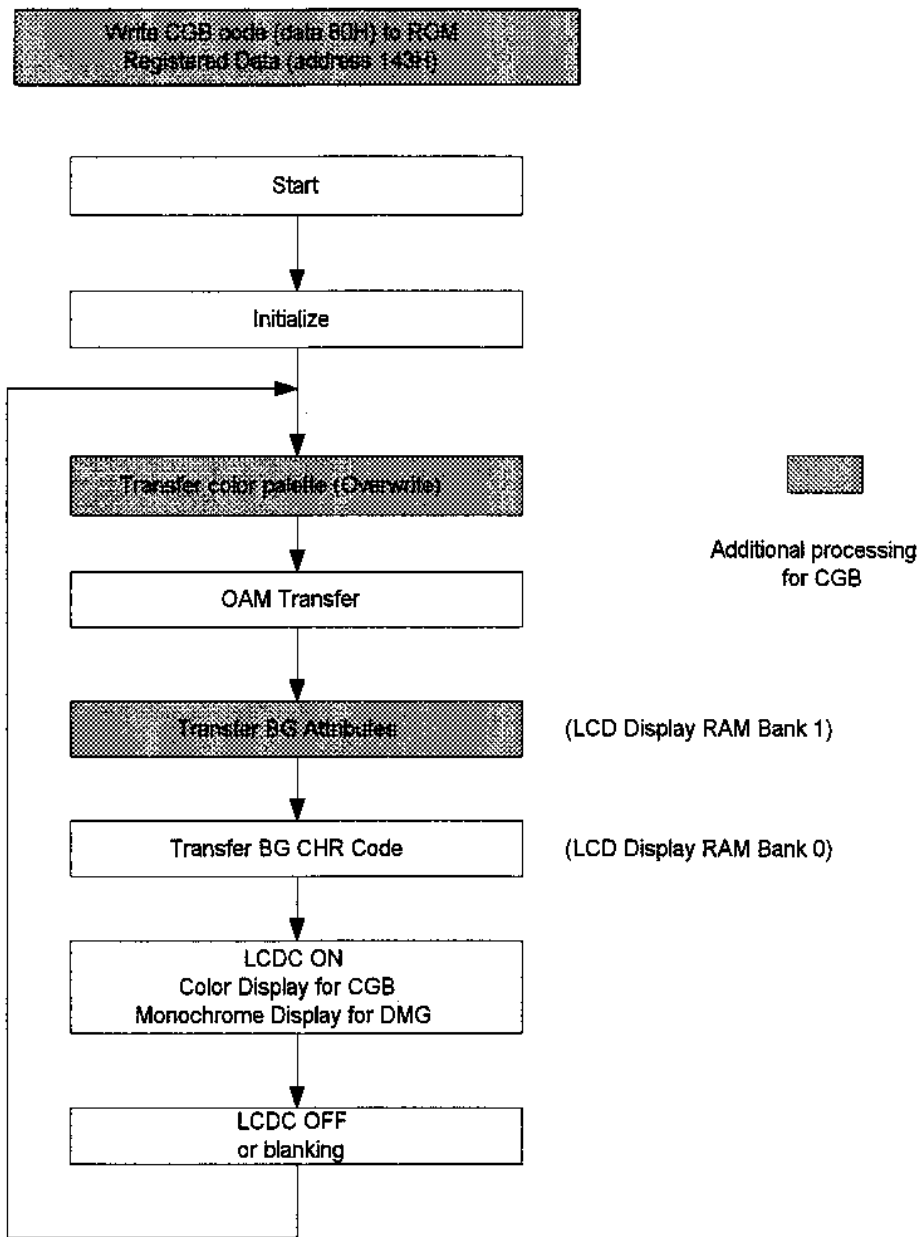 Write CGB code (data 80H) to ROM
Registered Data (address 143H)
Start
Initialize
Transfer color palette (Overwrite)
Additional processing
for CGB
OAM Transfer
Transfer BG Attributes
(LCD Display RAM Bank 1)
Transfer BG CHR Code
(LCD Display RAM Bank 0)
LCDC ON
Color Display for CGB
Monochrome Display for DMG
LCDC OFF
or blanking